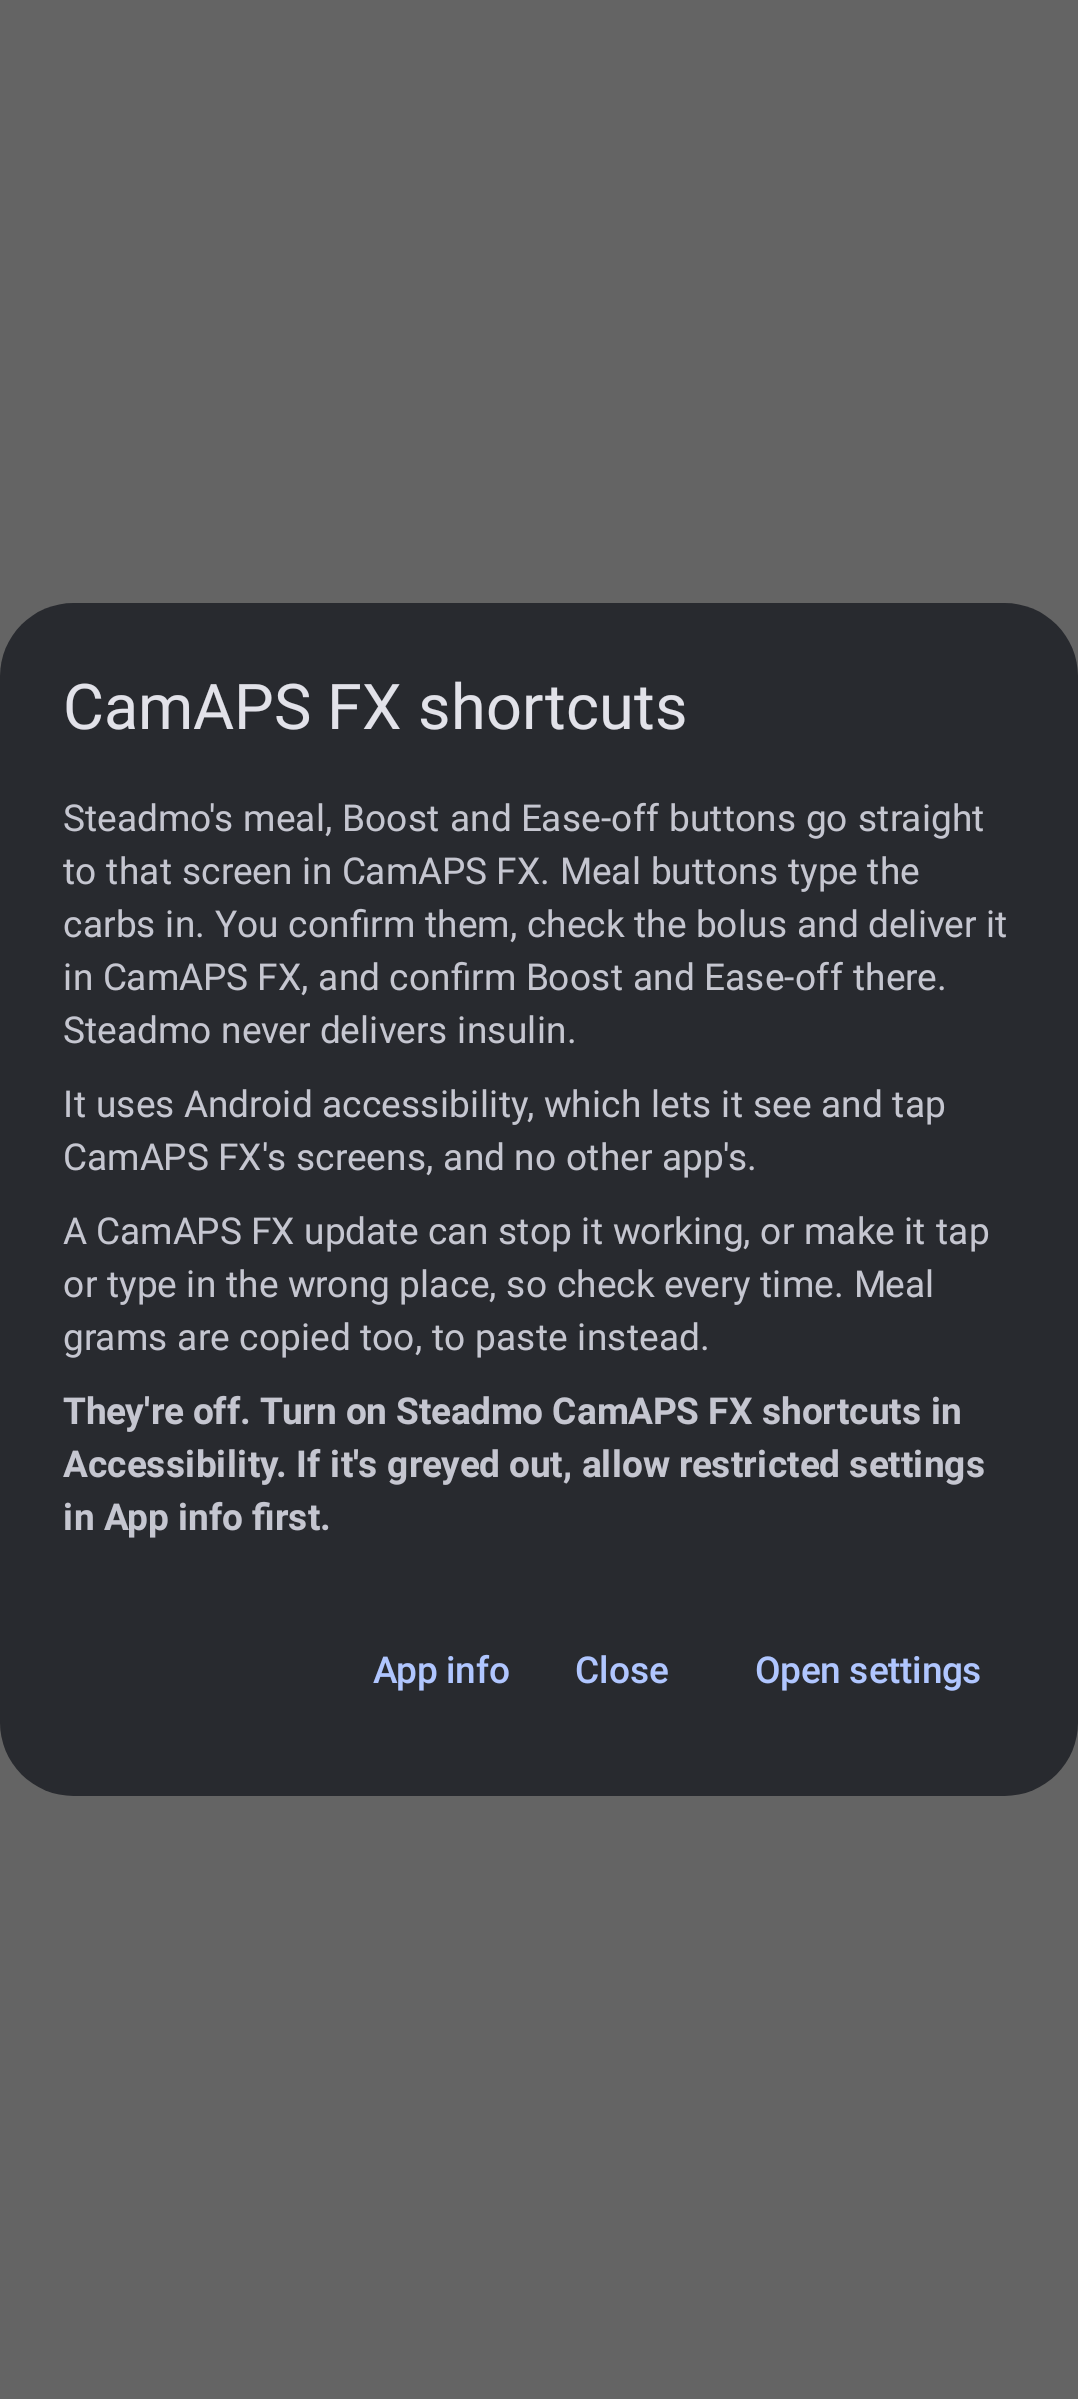 CamAPS FX shortcuts
Steadmo's meal, Boost and Ease-off buttons go straight
to that screen in CamAPS FX. Meal buttons type the
carbs in. You confirm them, check the bolus and deliver it
in CamAPS FX, and confirm Boost and Ease-off there.
Steadmo never delivers insulin.
It uses Android accessibility, which lets it see and tap
CamAPS FX's screens, and no other app's.
A CamAPS FX update can stop it working, or make it tap
or type in the wrong place, so check every time. Meal
grams are copied too, to paste instead.
They're off. Turn on Steadmo CamAPS FX shortcuts in
Accessibility. If it's greyed out, allow restricted settings
in App info first.
App info Close Open settings